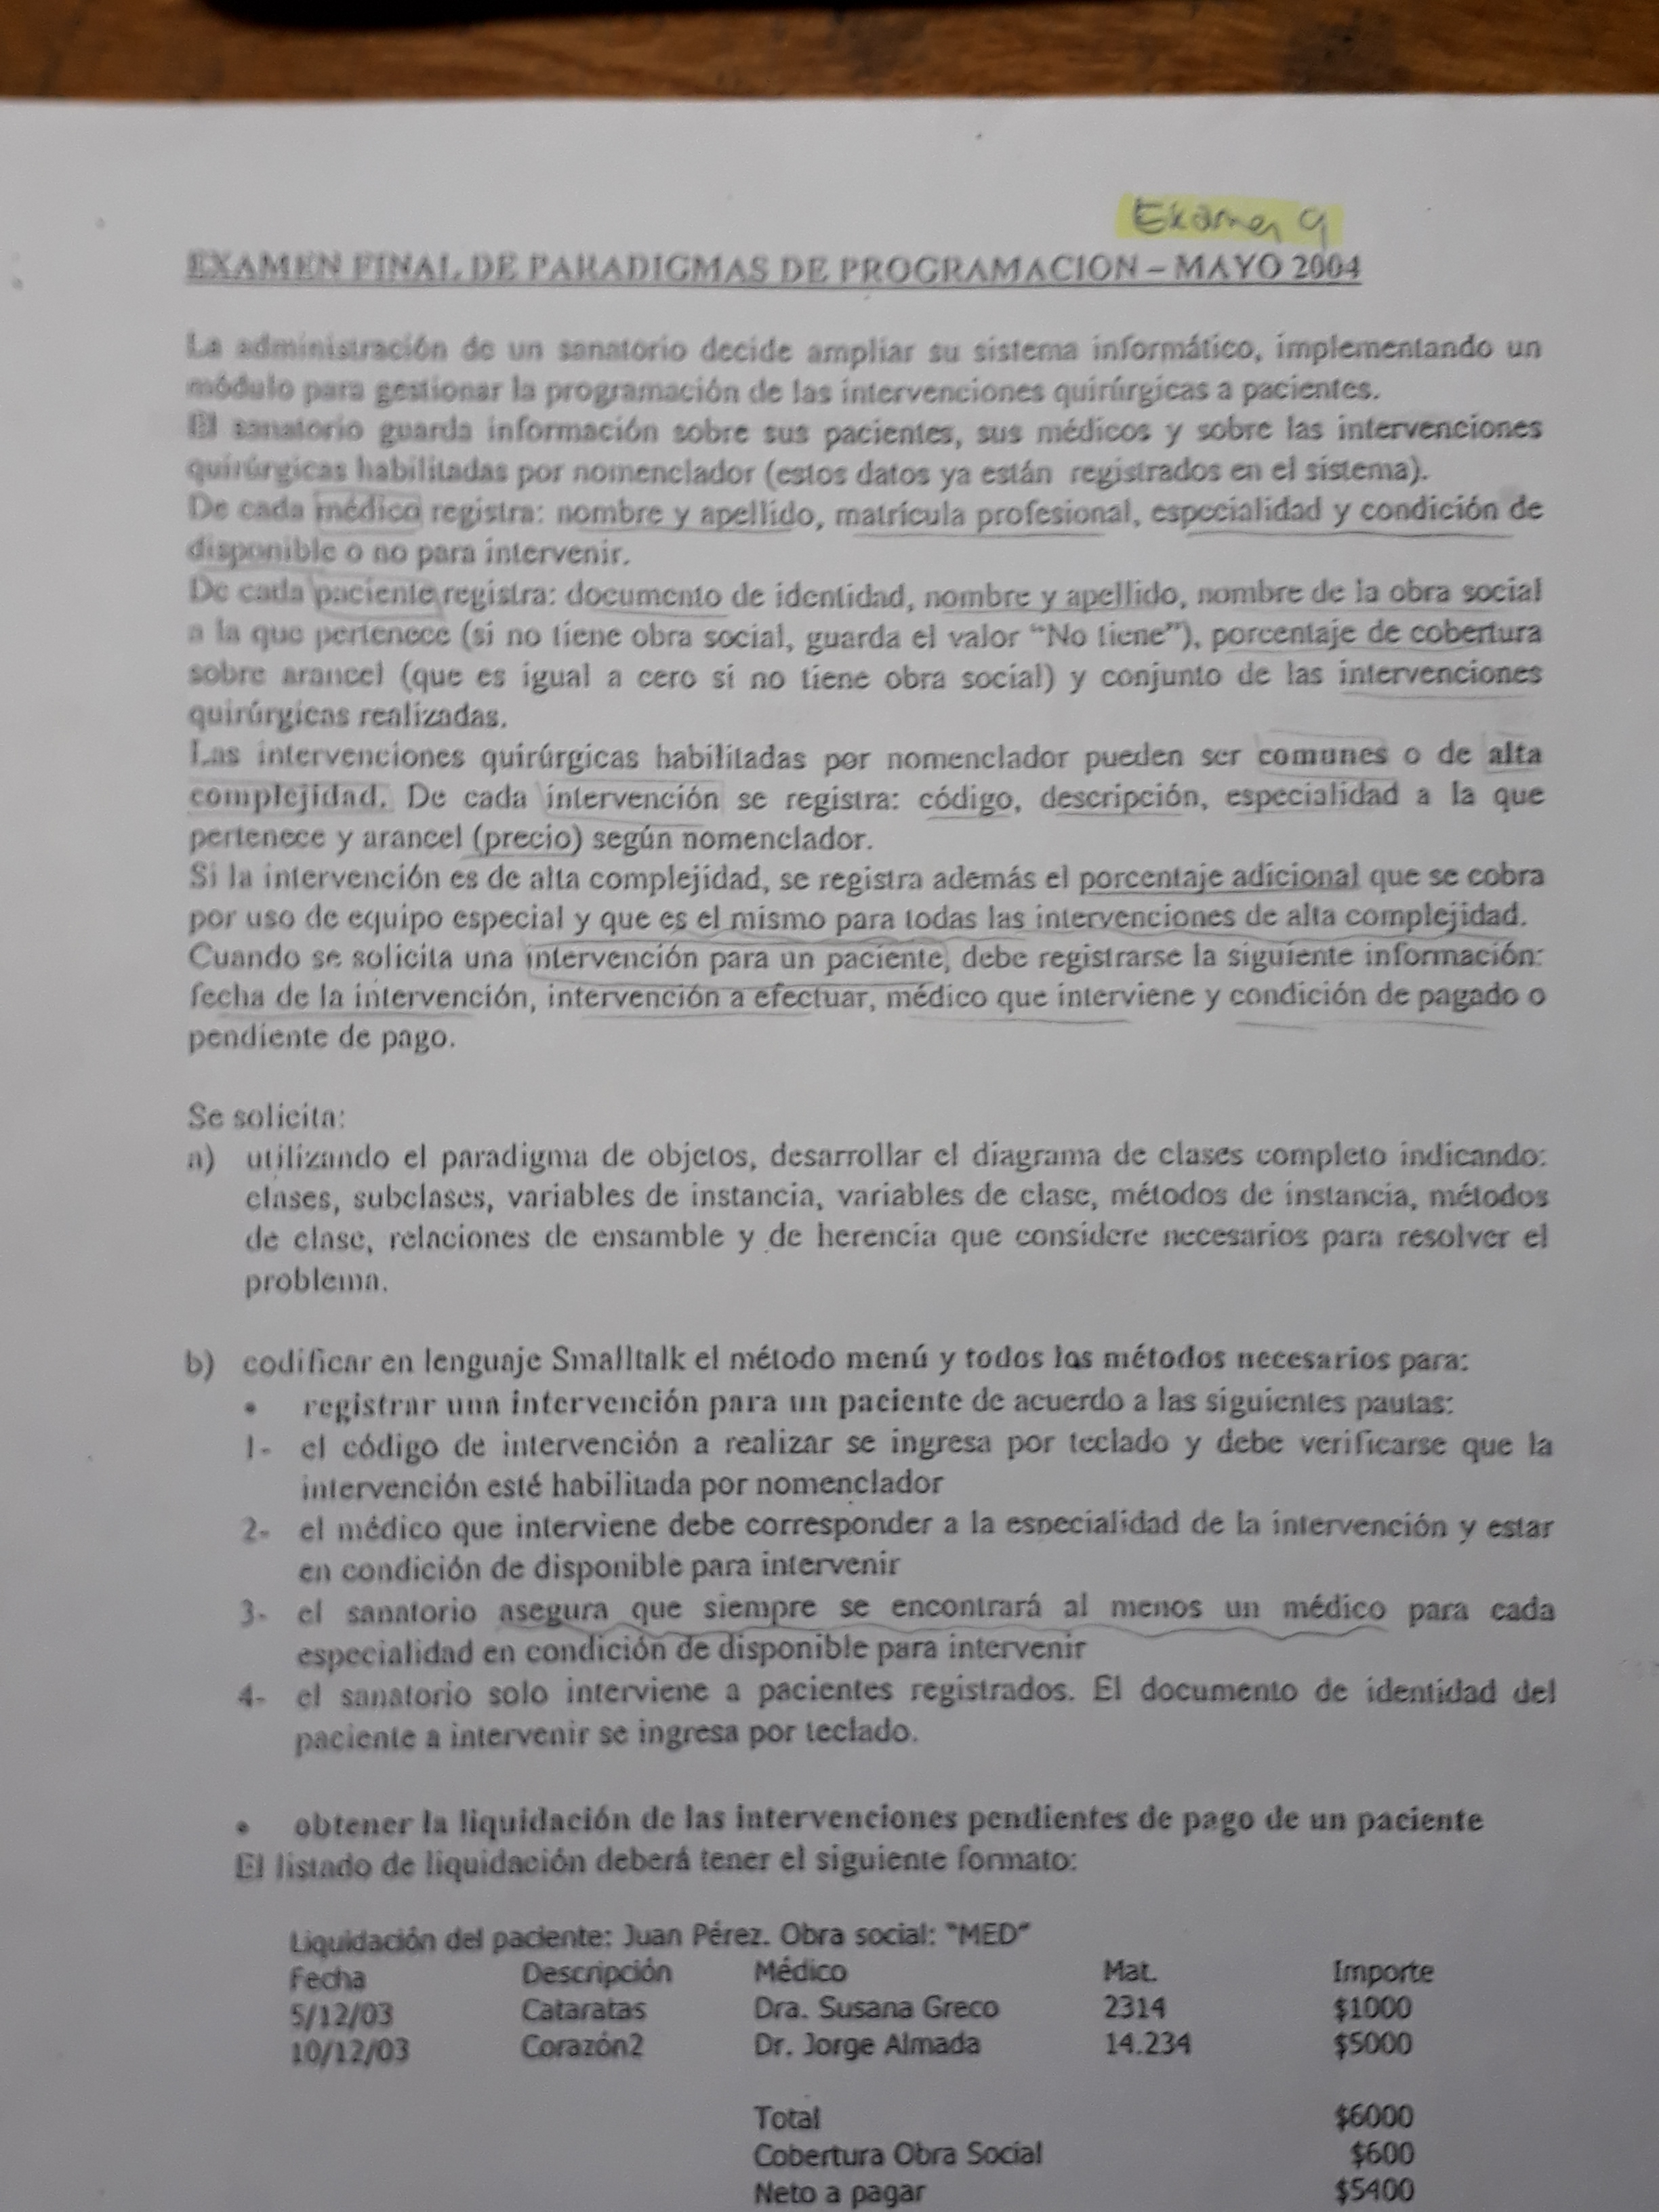 Examen 9
EXAMEN FINAL DE PARADIGMAS DE PROGRAMACION – MAYO 2004
La administración de un sanatorio decide ampliar su sistema informático, implementando un
módulo para gestionar la programación de las intervenciones quirúrgicas a pacientes.
El sanatorio guarda información sobre sus pacientes, sus médicos y sobre las intervenciones
quirúrgicas habilitadas por nomenclador (estos datos ya están registrados en el sistema).
De cada médico registra: nombre y apellido, matrícula profesional, especialidad y condición de
disponible o no para intervenir.
De cada paciente registra: documento de identidad, nombre y apellido, nombre de la obra social
a la que pertenece (si no tiene obra social, guarda el valor “No tiene”), porcentaje de cobertura
sobre arancel (que es igual a cero si no tiene obra social) y conjunto de las intervenciones
quirúrgicas realizadas.
Las intervenciones quirúrgicas habilitadas por nomenclador pueden ser comunes o de alta
complejidad. De cada intervención se registra: código, descripción, especialidad a la que
pertenece y arancel (precio) según nomenclador.
Si la intervención es de alta complejidad, se registra además el porcentaje adicional que se cobra
por uso de equipo especial y que es el mismo para todas las intervenciones de alta complejidad.
Cuando se solicita una intervención para un paciente, debe registrarse la siguiente información:
fecha de la intervención, intervención a efectuar, médico que interviene y condición de pagado o
pendiente de pago.
Se solicita:
a) utilizando el paradigma de objetos, desarrollar el diagrama de clases completo indicando:
clases, subclases, variables de instancia, variables de clase, métodos de instancia, métodos
de clase, relaciones de ensamble y de herencia que considere necesarios para resolver el
problema.
b) codificar en lenguaje Smalltalk el método menú y todos los métodos necesarios para:
• registrar una intervención para un paciente de acuerdo a las siguientes pautas:
1- el código de intervención a realizar se ingresa por teclado y debe verificarse que la
intervención esté habilitada por nomenclador
2- el médico que interviene debe corresponder a la especialidad de la intervención y estar
en condición de disponible para intervenir
3- el sanatorio asegura que siempre se encontrará al menos un médico para cada
especialidad en condición de disponible para intervenir
4- el sanatorio solo interviene a pacientes registrados. El documento de identidad del
paciente a intervenir se ingresa por teclado.
• obtener la liquidación de las intervenciones pendientes de pago de un paciente
El listado de liquidación deberá tener el siguiente formato:
Liquidación del paciente: Juan Pérez. Obra social: "MED"
Fecha Descripción Médico Mat. Importe
5/12/03 Cataratas Dra. Susana Greco 2314 $1000
10/12/03 Corazón2 Dr. Jorge Almada 14.234 $5000
Total $6000
Cobertura Obra Social $600
Neto a pagar $5400